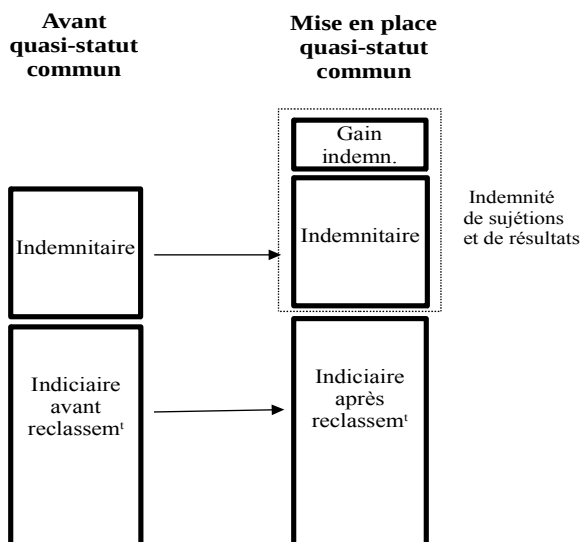 Avant
quasi-statut
commun
Mise en place
quasi-statut
commun
Gain
indemn.
Indemnitaire
Indemnitaire
Indemnité
de sujétions
et de résultats
Indiciaire
avant
reclassemᵗ
Indiciaire
après
reclassemᵗ